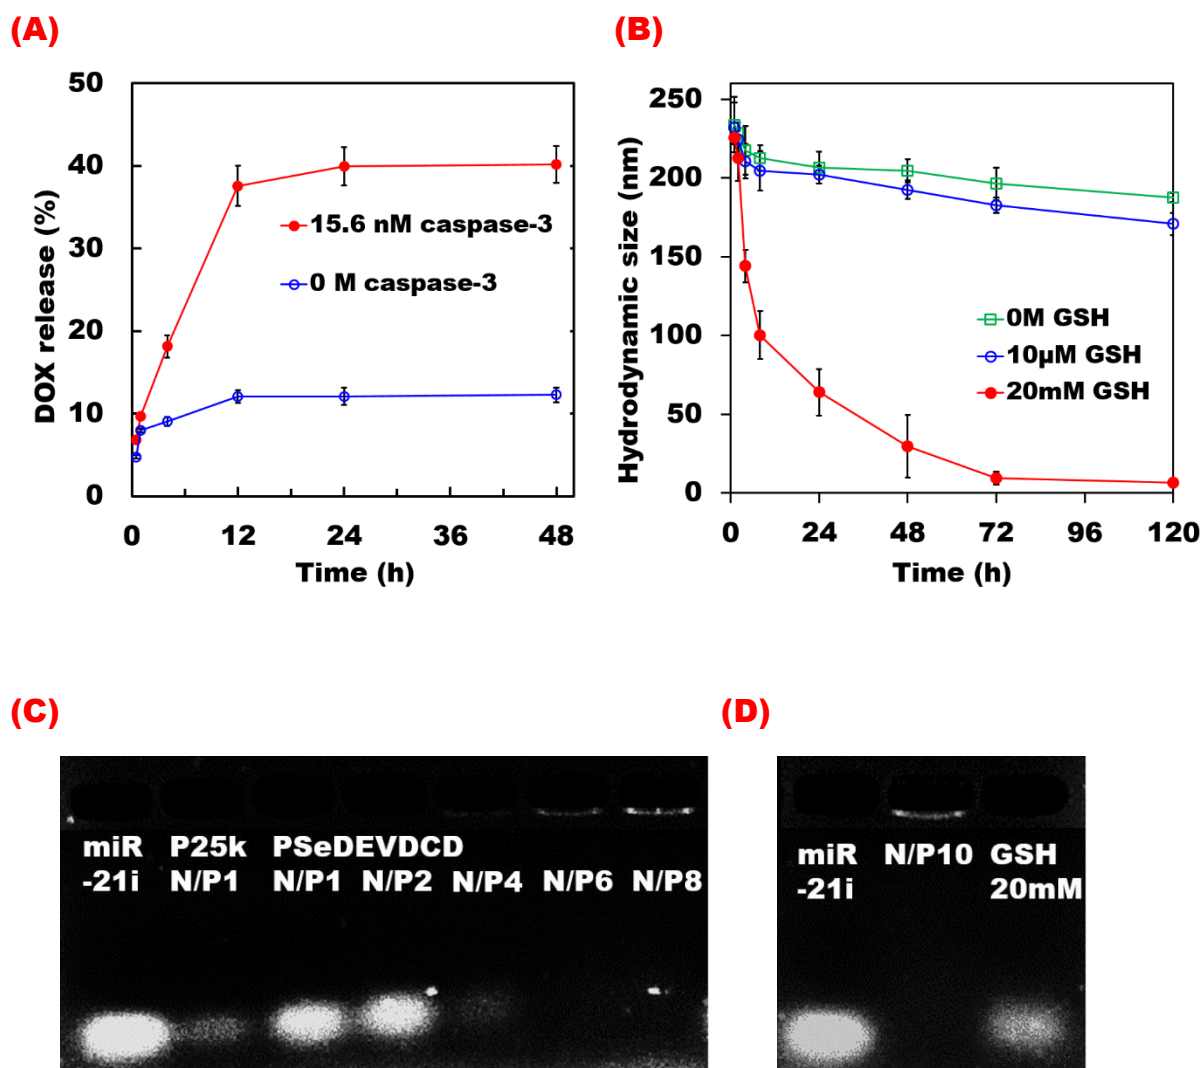 (A)
(B)
50
40
30
20
10
0
DOX release (%)
15.6 nM caspase-3
0 M caspase-3
0 12 24 36 48
Time (h)
250
200
150
100
50
0
Hydrodynamic size (nm)
0M GSH
10µM GSH
20mM GSH
0 24 48 72 96 120
Time (h)
(C)
(D)
miR P25k PSeDEVDCD
-21i N/P1 N/P1 N/P2 N/P4 N/P6 N/P8
miR N/P10 GSH
-21i 20mM